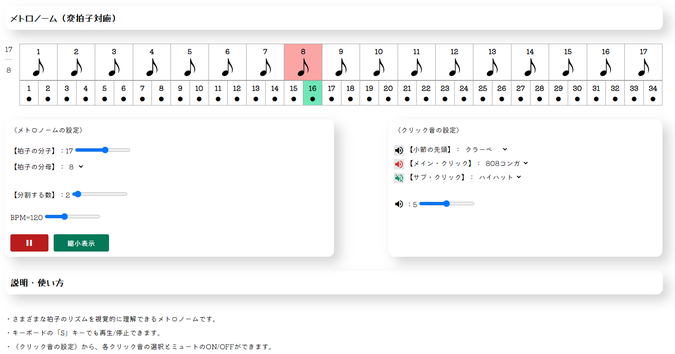 メトロノーム（変拍子対応）
17
8
1 2 3 4 5 6 7 8 9 10 11 12 13 14 15 16 17
1 2 3 4 5 6 7 8 9 10 11 12 13 14 15 16 17 18 19 20 21 22 23 24 25 26 27 28 29 30 31 32 33 34
（メトロノームの設定）
【拍子の分子】：17
【拍子の分母】： 8
【分割する数】：2
BPM=120
縮小表示
（クリック音の設定）
【小節の先頭】： クラーベ
【メイン・クリック】： 808コンガ
【サブ・クリック】： ハイハット
：5
説明・使い方
・さまざまな拍子のリズムを視覚的に理解できるメトロノームです。
・キーボードの「S」キーでも再生/停止できます。
・（クリック音の設定）から、各クリック音の選択とミュートのON/OFFができます。